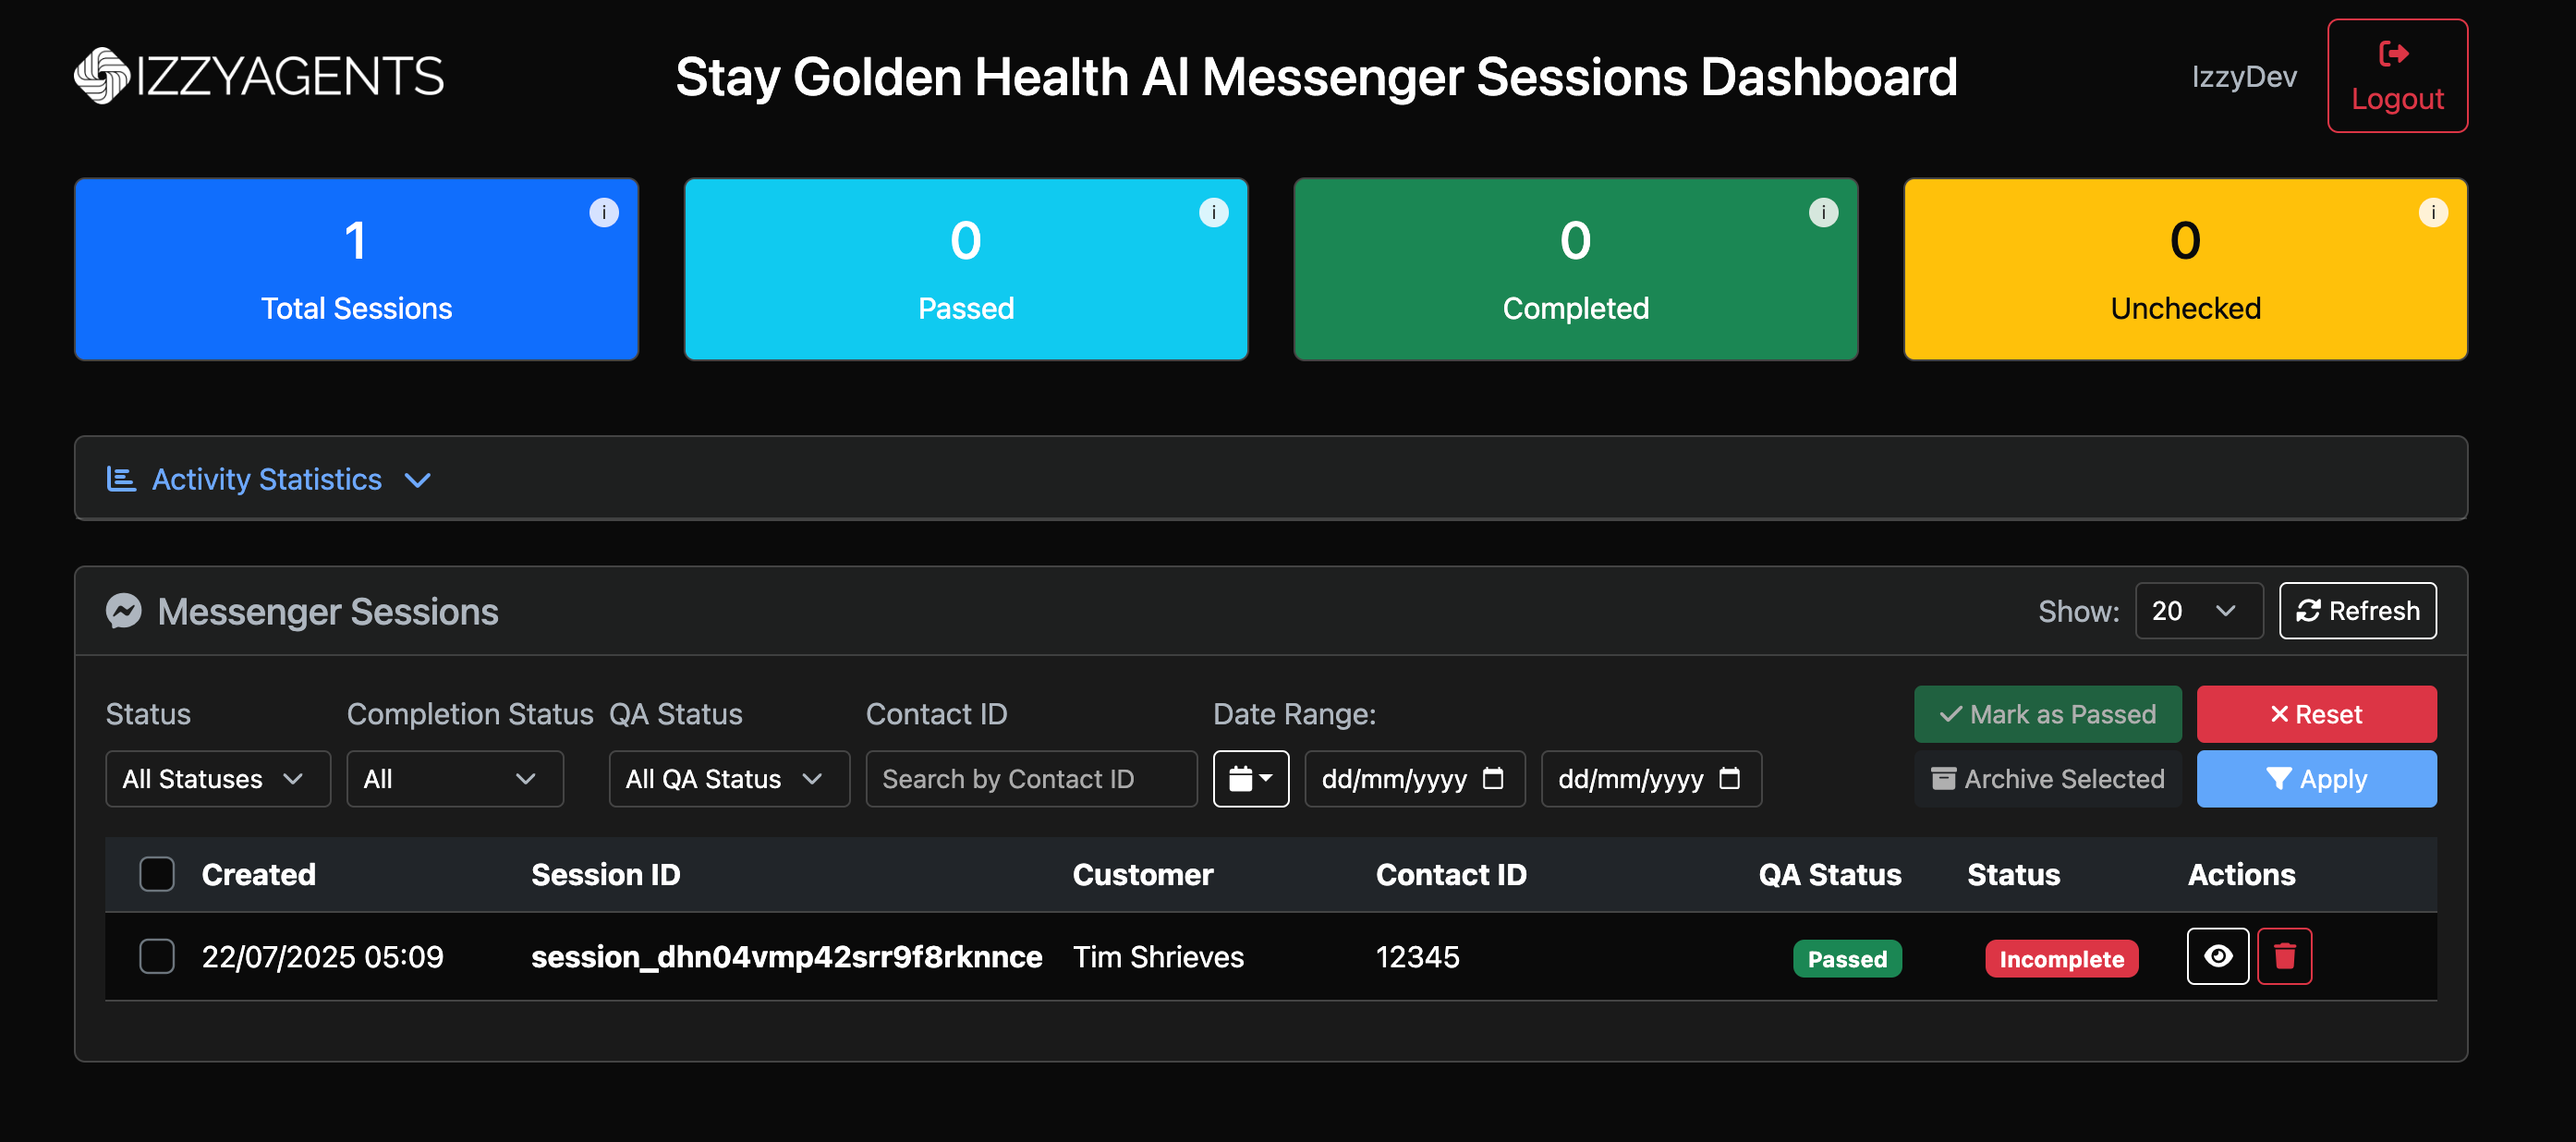 IZZYAGENTS
Stay Golden Health AI Messenger Sessions Dashboard
IzzyDev
Logout
1
Total Sessions
i
0
Passed
i
0
Completed
i
0
Unchecked
i
Activity Statistics
Messenger Sessions
Show:
20
Refresh
Status
Completion Status
QA Status
Contact ID
Date Range:
Mark as Passed
Reset
All Statuses
All
All QA Status
Search by Contact ID
dd/mm/yyyy
dd/mm/yyyy
Archive Selected
Apply
Created Session ID Customer Contact ID QA Status Status Actions
22/07/2025 05:09 session_dhn04vmp42srr9f8rknnce Tim Shrieves 12345 Passed Incomplete